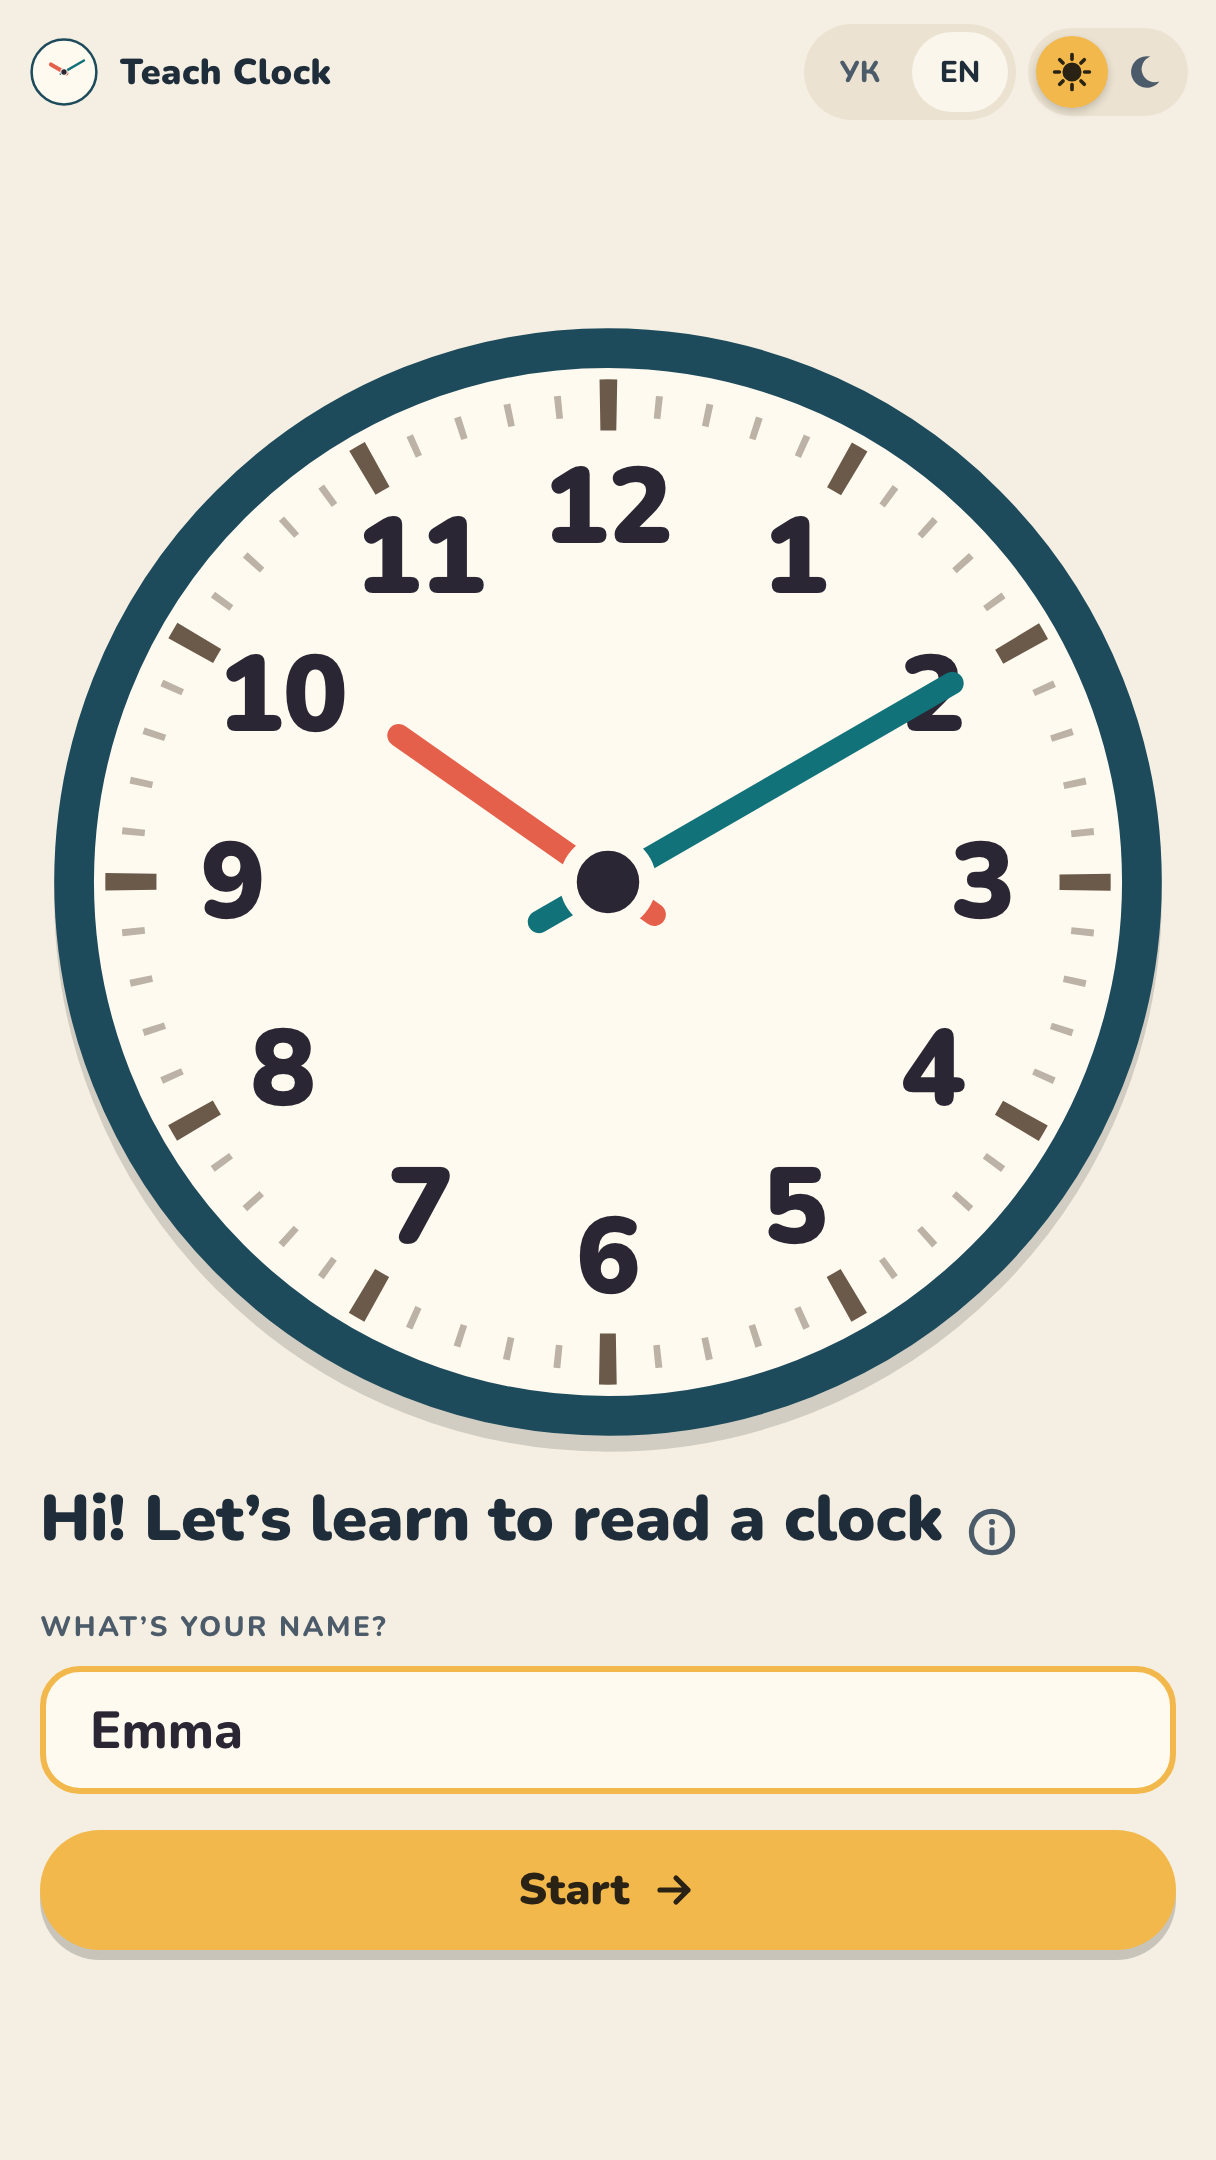 Teach Clock
УК EN
12
11 1
10 2
9 3
8 4
7 5
6
Hi! Let’s learn to read a clock
WHAT’S YOUR NAME?
Emma
Start →